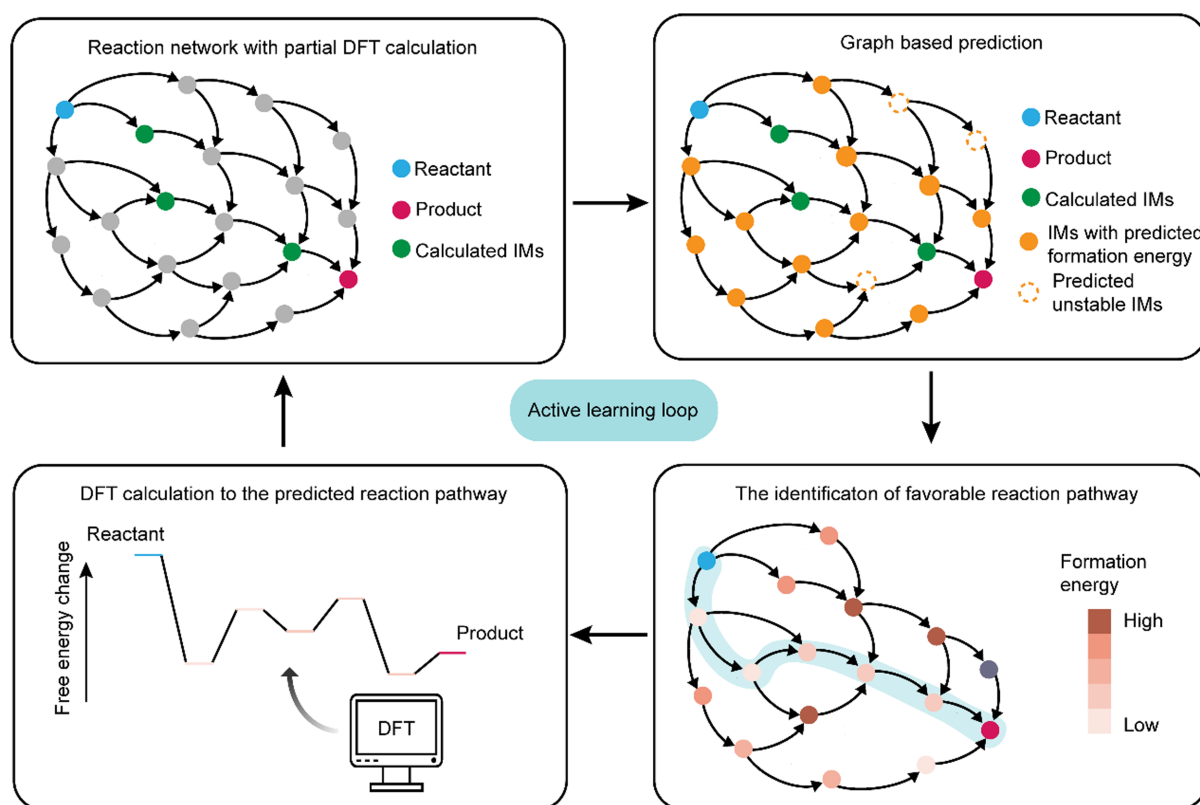 Reaction network with partial DFT calculation
Reactant
Product
Calculated IMs
Graph based prediction
Reactant
Product
Calculated IMs
IMs with predicted
formation energy
Predicted
unstable IMs
Active learning loop
DFT calculation to the predicted reaction pathway
Reactant
Free energy change
Product
DFT
The identificaton of favorable reaction pathway
Formation
energy
High
Low